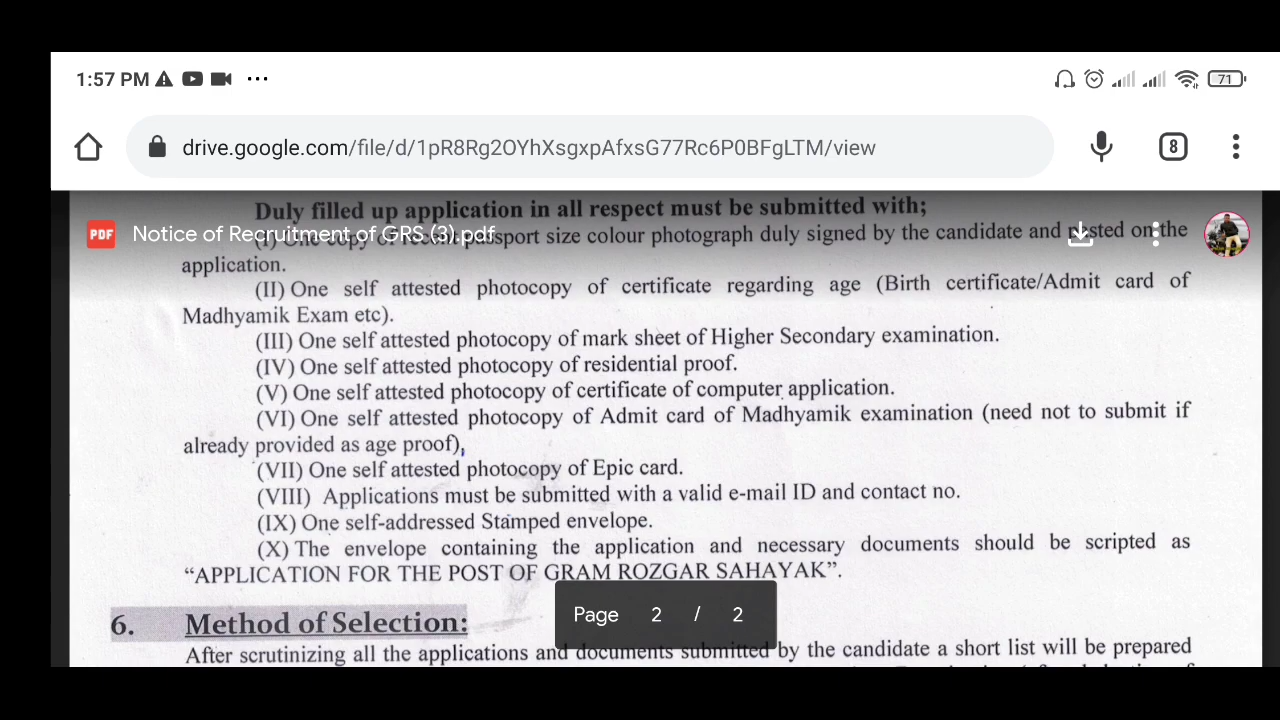 1:57 PM
71
drive.google.com/file/d/1pR8Rg2OYhXsgxpAfxsG77Rc6P0BFgLTM/view
8
Duly filled up application in all respect must be submitted with;
PDF Notice of Recruitment of GRS (3).pdf
(I) One copy of recent passport size colour photograph duly signed by the candidate and pasted on the
application.
(II) One self attested photocopy of certificate regarding age (Birth certificate/Admit card of
Madhyamik Exam etc).
(III) One self attested photocopy of mark sheet of Higher Secondary examination.
(IV) One self attested photocopy of residential proof.
(V) One self attested photocopy of certificate of computer application.
(VI) One self attested photocopy of Admit card of Madhyamik examination (need not to submit if
already provided as age proof),
(VII) One self attested photocopy of Epic card.
(VIII) Applications must be submitted with a valid e-mail ID and contact no.
(IX) One self-addressed Stamped envelope.
(X) The envelope containing the application and necessary documents should be scripted as
“APPLICATION FOR THE POST OF GRAM ROZGAR SAHAYAK”.
Page 2 / 2
6. Method of Selection:
After scrutinizing all the applications and documents submitted by the candidate a short list will be prepared